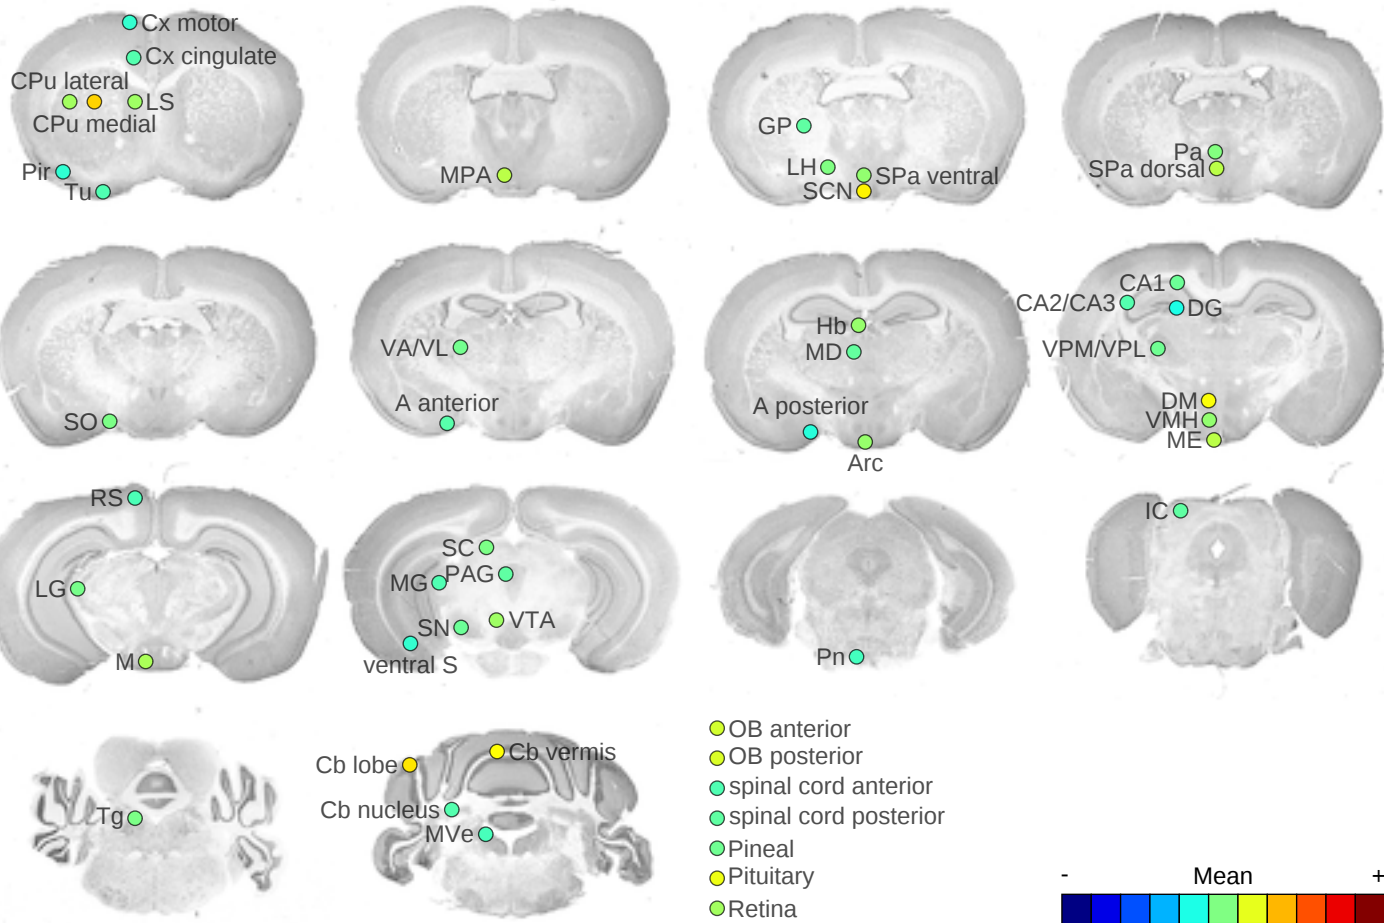 Cx motor
Cx cingulate
CPu lateral
LS
CPu medial
Pir
Tu
MPA
GP
LH
SPa ventral
SCN
Pa
SPa dorsal
SO
VA/VL
A anterior
Hb
MD
A posterior
Arc
CA1
CA2/CA3
DG
VPM/VPL
DM
VMH
ME
RS
LG
M
SC
MG
PAG
SN
VTA
ventral S
Pn
IC
Tg
Cb lobe
Cb vermis
Cb nucleus
MVe
OB anterior
OB posterior
spinal cord anterior
spinal cord posterior
Pineal
Pituitary
Retina
- Mean +